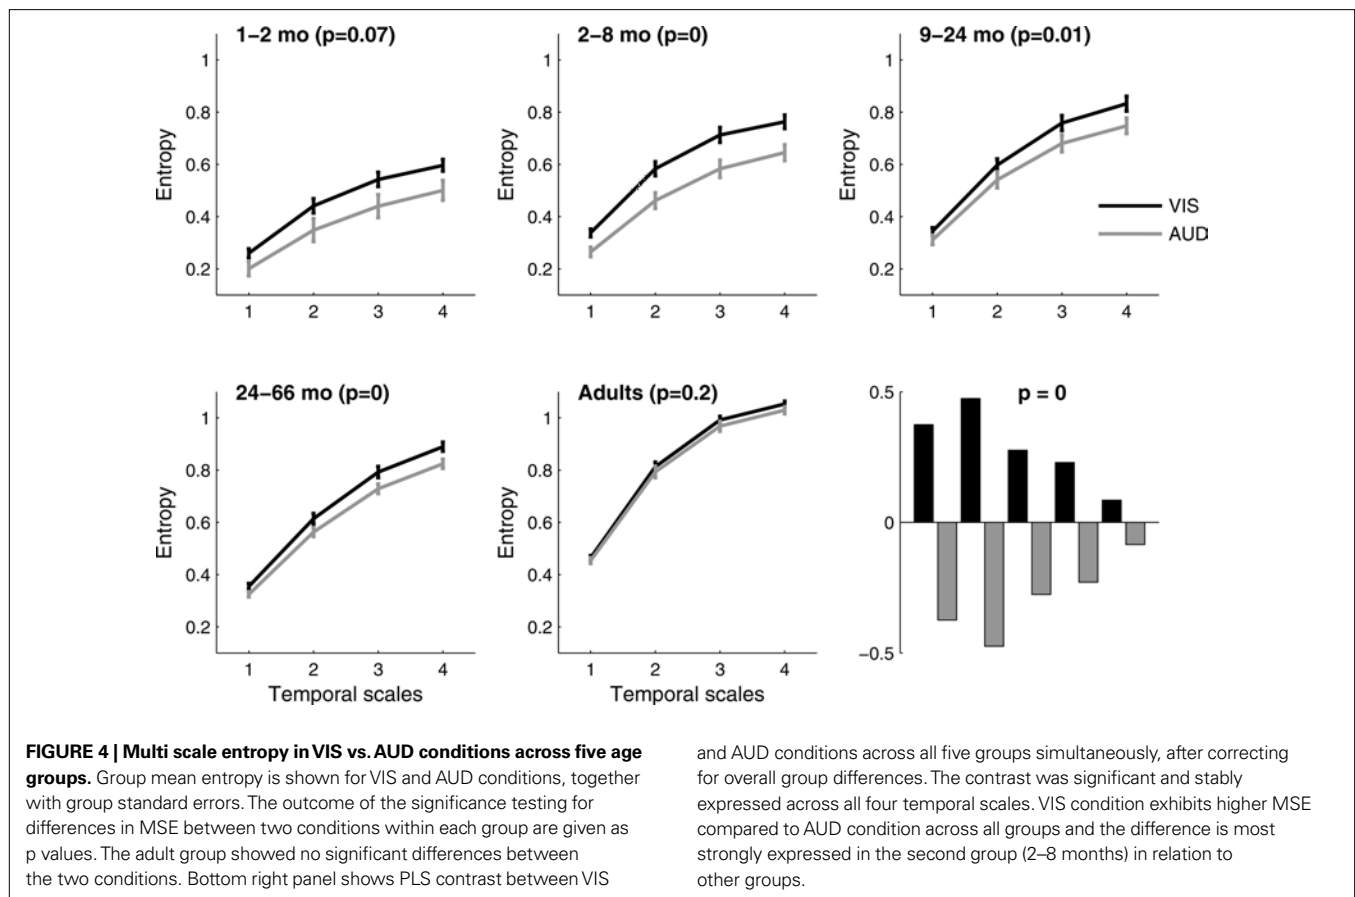 1–2 mo (p=0.07)
1
0.8
0.6
0.4
0.2
Entropy
1 2 3 4
2–8 mo (p=0)
1
0.8
0.6
0.4
0.2
Entropy
1 2 3 4
9–24 mo (p=0.01)
1
0.8
0.6
0.4
0.2
Entropy
1 2 3 4
VIS
AUD
24–66 mo (p=0)
1
0.8
0.6
0.4
0.2
Entropy
1 2 3 4
Temporal scales
Adults (p=0.2)
1
0.8
0.6
0.4
0.2
Entropy
1 2 3 4
Temporal scales
0.5
p = 0
0
−0.5
FIGURE 4 | Multi scale entropy in VIS vs. AUD conditions across five age
groups. Group mean entropy is shown for VIS and AUD conditions, together
with group standard errors. The outcome of the significance testing for
differences in MSE between two conditions within each group are given as
p values. The adult group showed no significant differences between
the two conditions. Bottom right panel shows PLS contrast between VIS
and AUD conditions across all five groups simultaneously, after correcting
for overall group differences. The contrast was significant and stably
expressed across all four temporal scales. VIS condition exhibits higher MSE
compared to AUD condition across all groups and the difference is most
strongly expressed in the second group (2–8 months) in relation to
other groups.